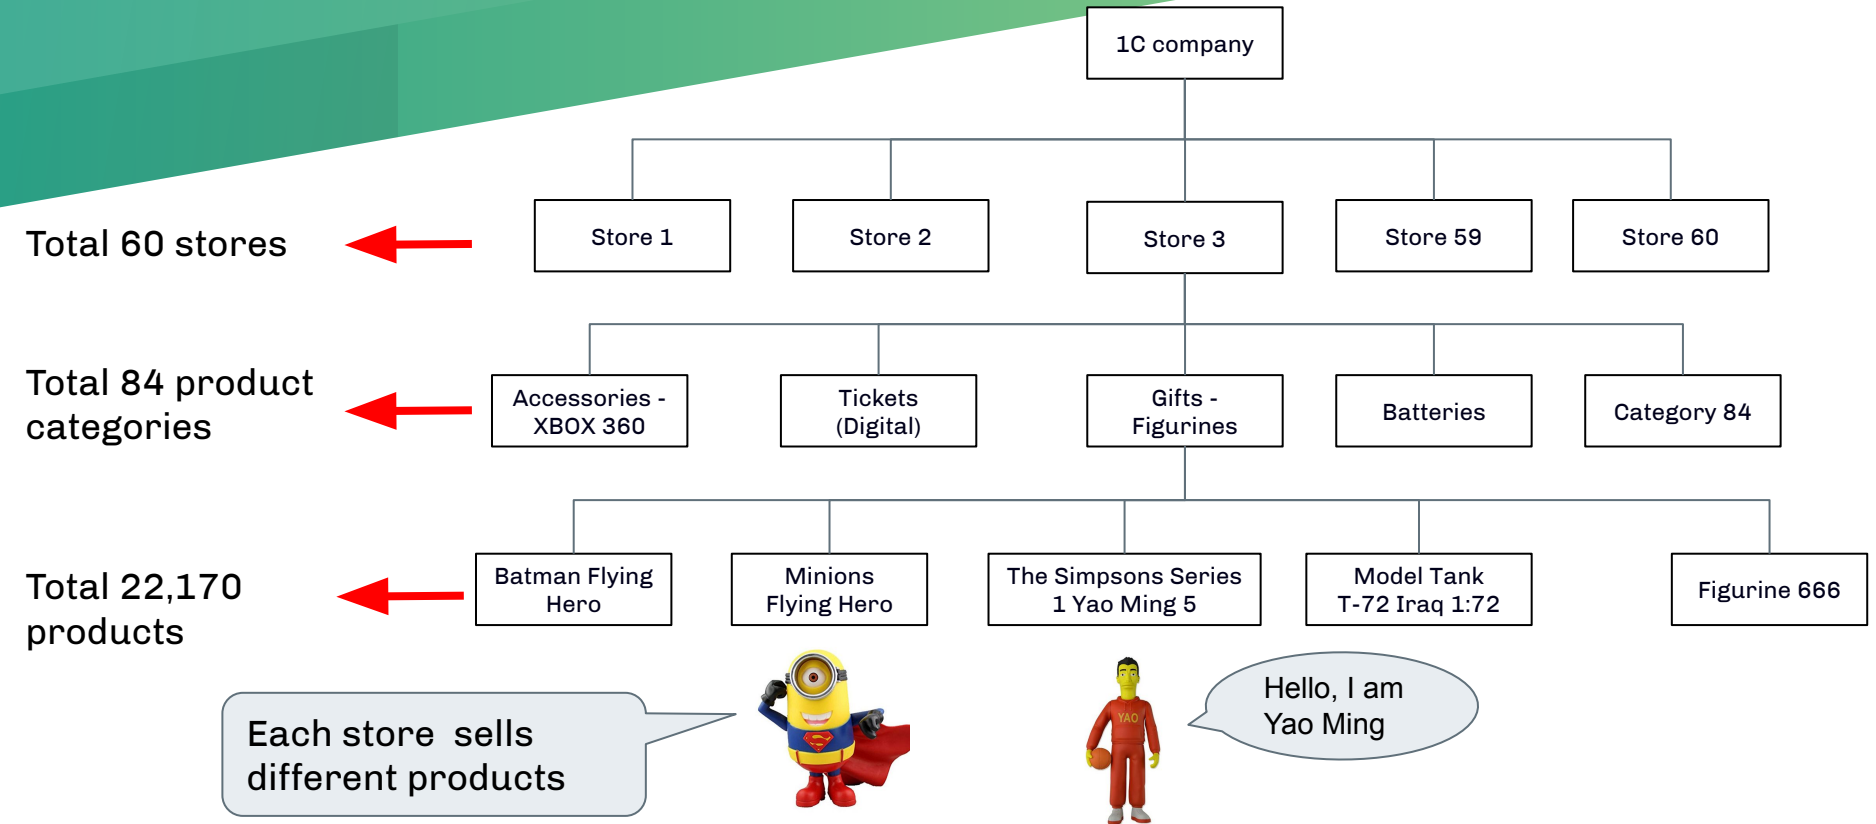 1C company
Total 60 stores
Store 1
Store 2
Store 3
Store 59
Store 60
Total 84 product
categories
Accessories -
XBOX 360
Tickets
(Digital)
Gifts -
Figurines
Batteries
Category 84
Total 22,170
products
Batman Flying
Hero
Minions
Flying Hero
The Simpsons Series
1 Yao Ming 5
Model Tank
T-72 Iraq 1:72
Figurine 666
Each store sells
different products
YAO
Hello, I am
Yao Ming